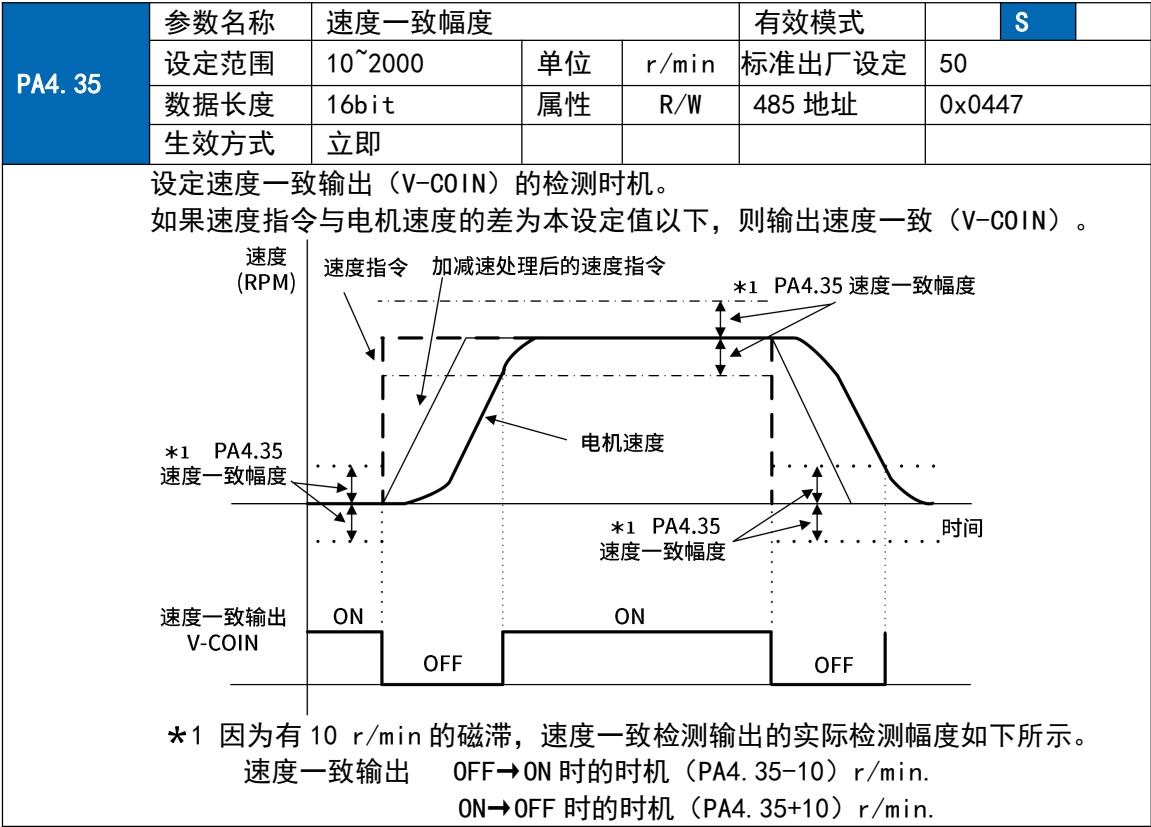 PA4.35
参数名称 速度一致幅度 有效模式 S
设定范围 10~2000 单位 r/min 标准出厂设定 50
数据长度 16bit 属性 R/W 485 地址 0x0447
生效方式 立即
设定速度一致输出（V-COIN）的检测时机。
如果速度指令与电机速度的差为本设定值以下，则输出速度一致（V-COIN）。
速度
(RPM)
速度指令
加减速处理后的速度指令
*1 PA4.35 速度一致幅度
电机速度
*1 PA4.35
速度一致幅度
*1 PA4.35
速度一致幅度
时间
速度一致输出
V-COIN
ON
OFF
ON
OFF
*1 因为有 10 r/min 的磁滞，速度一致检测输出的实际检测幅度如下所示。
速度一致输出 OFF→ON 时的时机（PA4.35-10）r/min.
ON→OFF 时的时机（PA4.35+10）r/min.